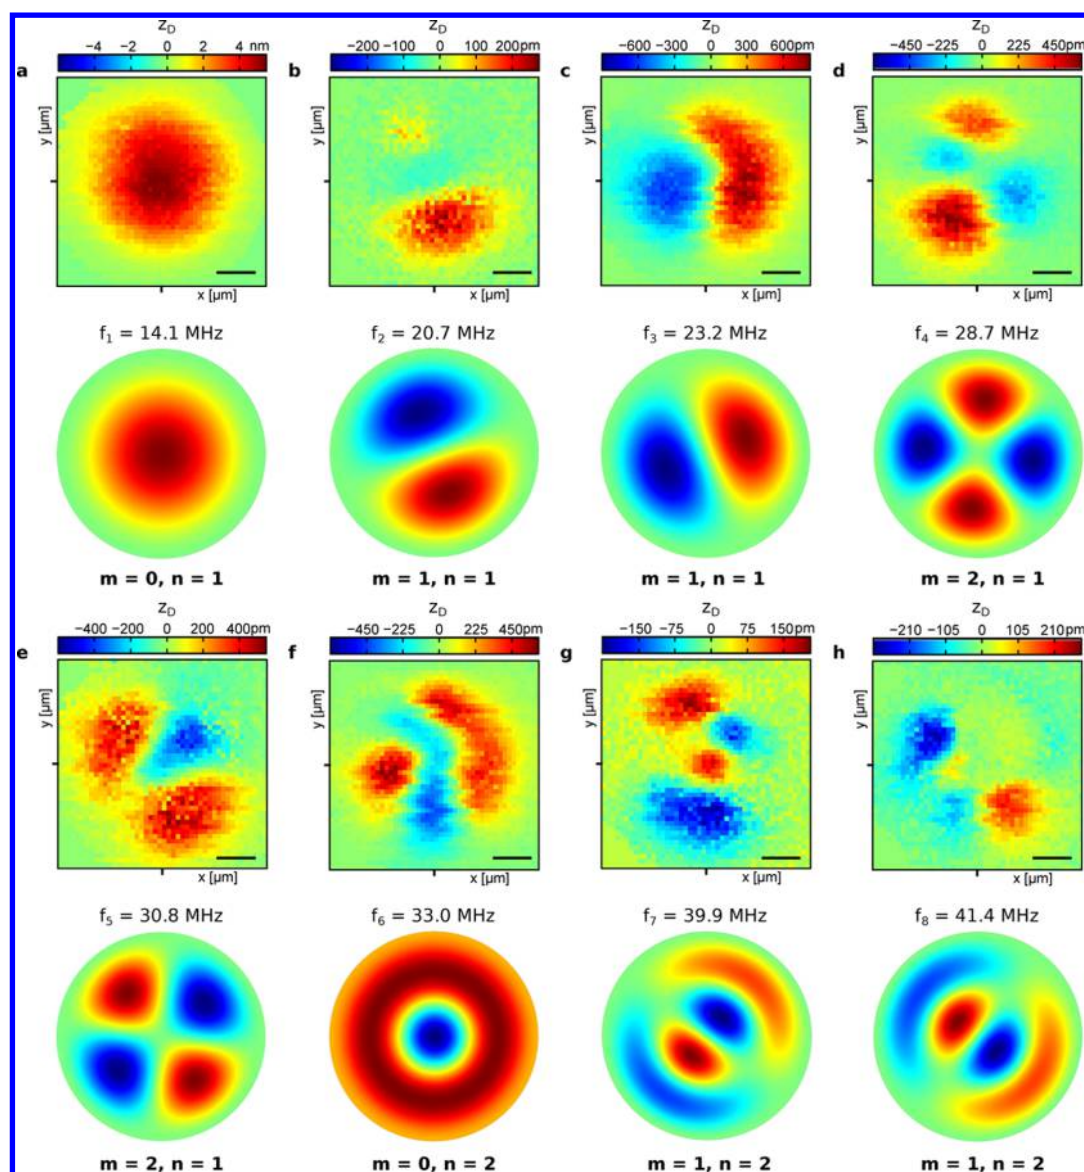 Z_D Z_D Z_D Z_D
−4 −2 0 2 4 nm −200 −100 0 100 200pm −600 −300 0 300 600pm −450 −225 0 225 450pm
a b c d
y [µm] y [µm] y [µm] y [µm]
x [µm] x [µm] x [µm] x [µm]
f₁ = 14.1 MHz f₂ = 20.7 MHz f₃ = 23.2 MHz f₄ = 28.7 MHz
m = 0, n = 1 m = 1, n = 1 m = 1, n = 1 m = 2, n = 1
Z_D Z_D Z_D Z_D
−400 −200 0 200 400pm −450 −225 0 225 450pm −150 −75 0 75 150pm −210 −105 0 105 210pm
e f g h
y [µm] y [µm] y [µm] y [µm]
x [µm] x [µm] x [µm] x [µm]
f₅ = 30.8 MHz f₆ = 33.0 MHz f₇ = 39.9 MHz f₈ = 41.4 MHz
m = 2, n = 1 m = 0, n = 2 m = 1, n = 2 m = 1, n = 2